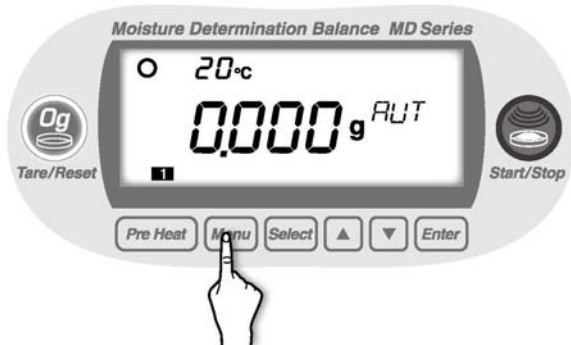 Moisture Determination Balance MD Series
20°C
0.000 g AUT
1
0g
Tare/Reset
Start/Stop
Pre Heat Menu Select ▲ ▼ Enter